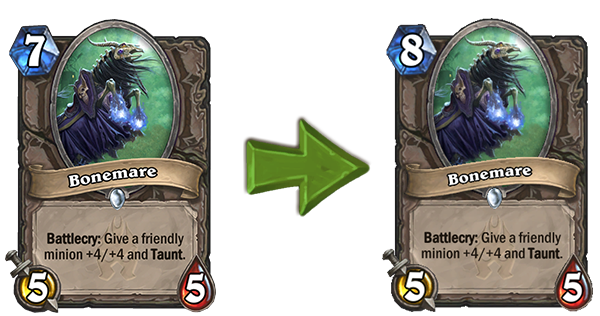 7
Bonemare
Battlecry: Give a friendly
minion +4/+4 and Taunt.
5
5
8
Bonemare
Battlecry: Give a friendly
minion +4/+4 and Taunt.
5
5